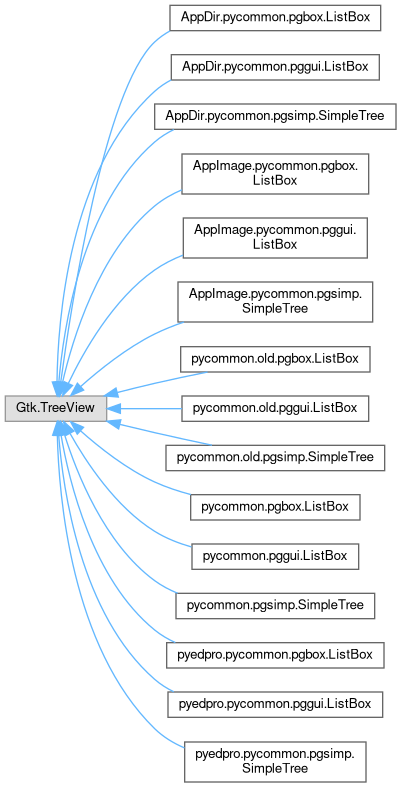 AppDir.pycommon.pgbox.ListBox
AppDir.pycommon.pggui.ListBox
AppDir.pycommon.pgsimp.SimpleTree
AppImage.pycommon.pgbox.
ListBox
AppImage.pycommon.pggui.
ListBox
AppImage.pycommon.pgsimp.
SimpleTree
pycommon.old.pgbox.ListBox
Gtk.TreeView
pycommon.old.pggui.ListBox
pycommon.old.pgsimp.SimpleTree
pycommon.pgbox.ListBox
pycommon.pggui.ListBox
pycommon.pgsimp.SimpleTree
pyedpro.pycommon.pgbox.ListBox
pyedpro.pycommon.pggui.ListBox
pyedpro.pycommon.pgsimp.
SimpleTree